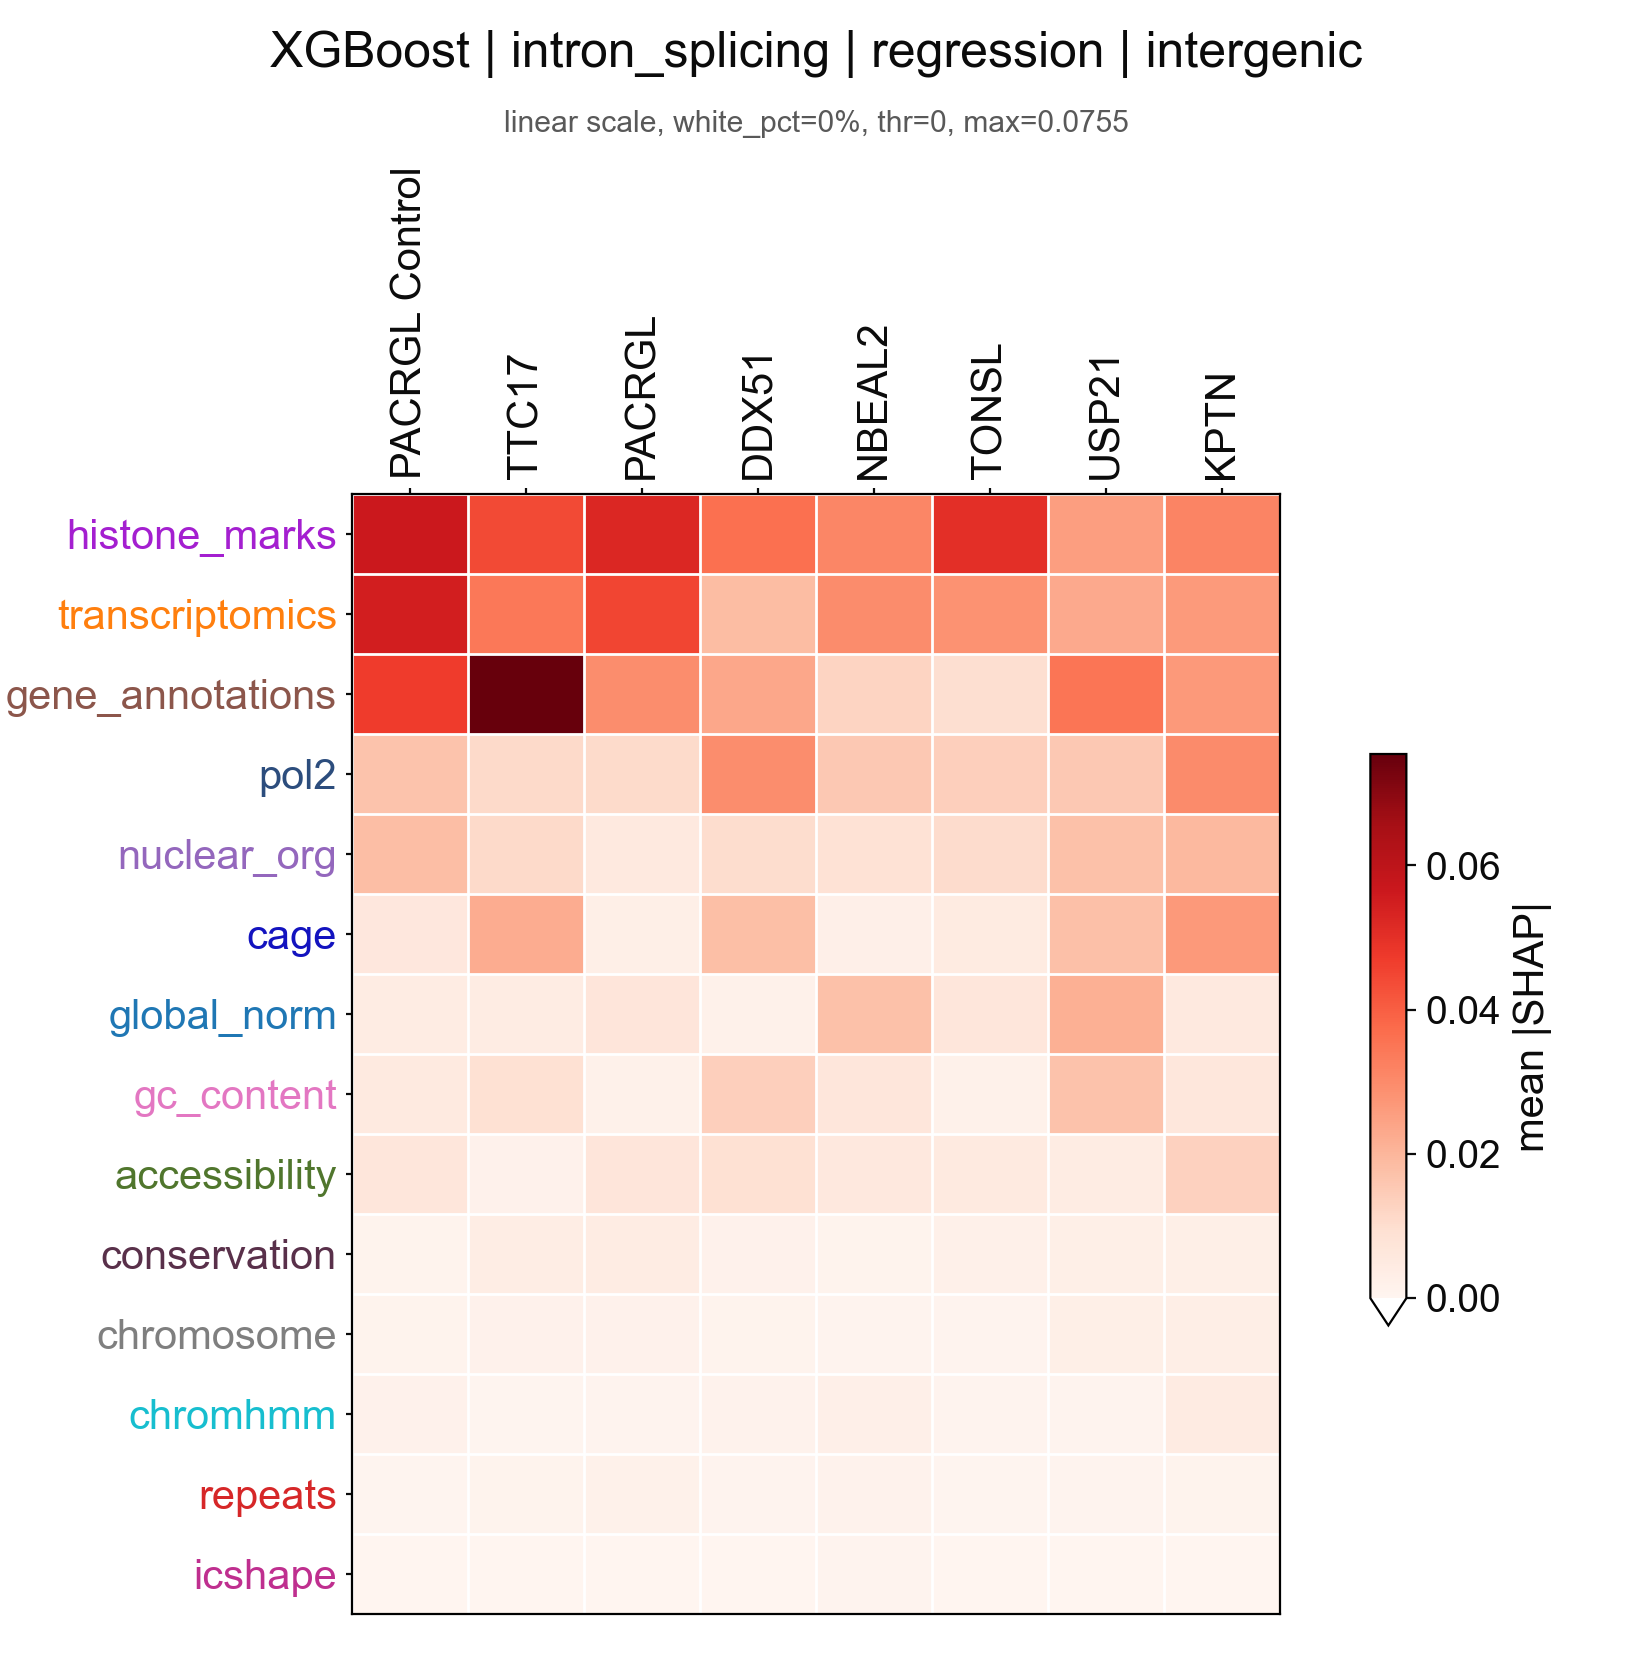 XGBoost | intron_splicing | regression | intergenic
linear scale, white_pct=0%, thr=0, max=0.0755
PACRGL Control
TTC17
PACRGL
DDX51
NBEAL2
TONSL
USP21
KPTN
histone_marks
transcriptomics
gene_annotations
pol2
nuclear_org
cage
global_norm
gc_content
accessibility
conservation
chromosome
chromhmm
repeats
icshape
0.06
0.04
0.02
0.00
mean |SHAP|